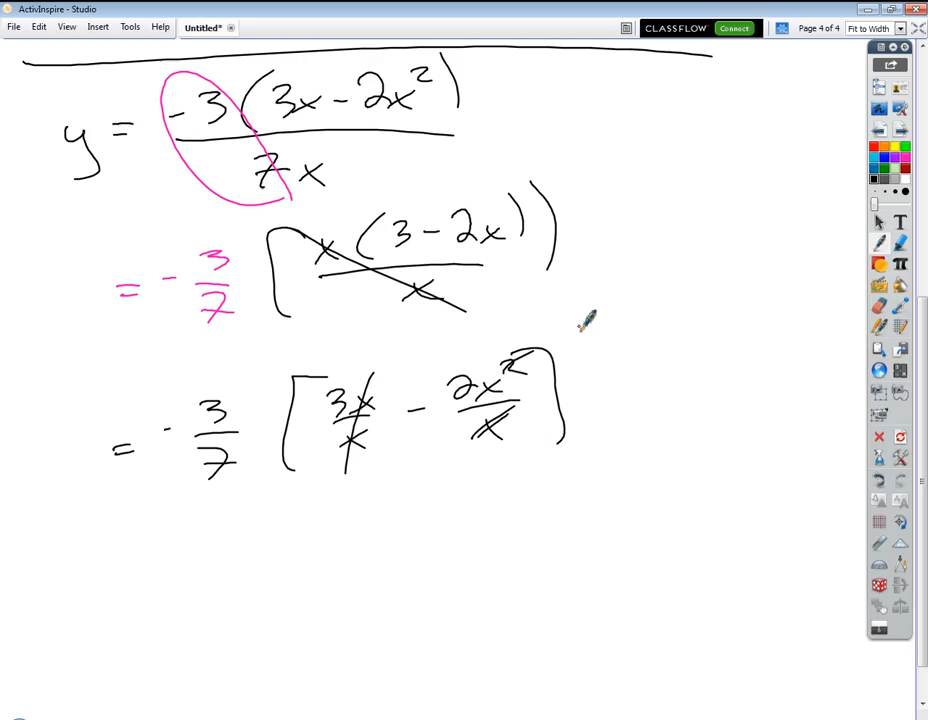 ActivInspire - Studio
File Edit View Insert Tools Help Untitled* CLASSFLOW Connect Page 4 of 4 Fit to Width
y = -3 (3x - 2x²) / 7x
= - 3/7 [ x (3 - 2x) / x )
= - 3/7 [ 3x/x - 2x²/x ]